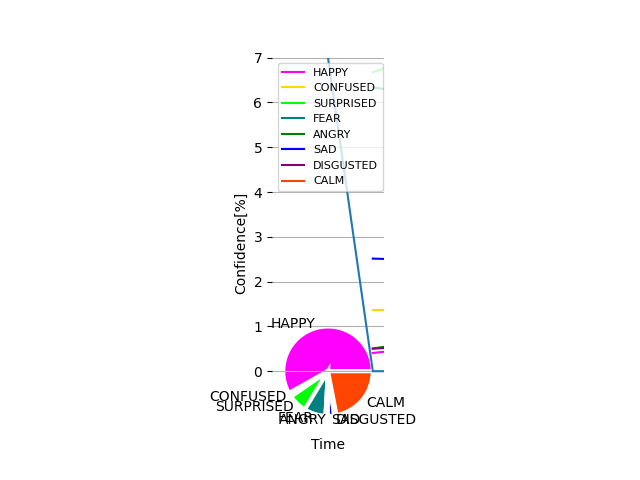 7
6
5
4
3
2
1
0
Confidence[%]
HAPPY
CONFUSED
SURPRISED
FEAR
ANGRY
SAD
DISGUSTED
CALM
HAPPY
CONFUSED
SURPRISED
FEAR
ANGRY
SAD
DISGUSTED
CALM
Time